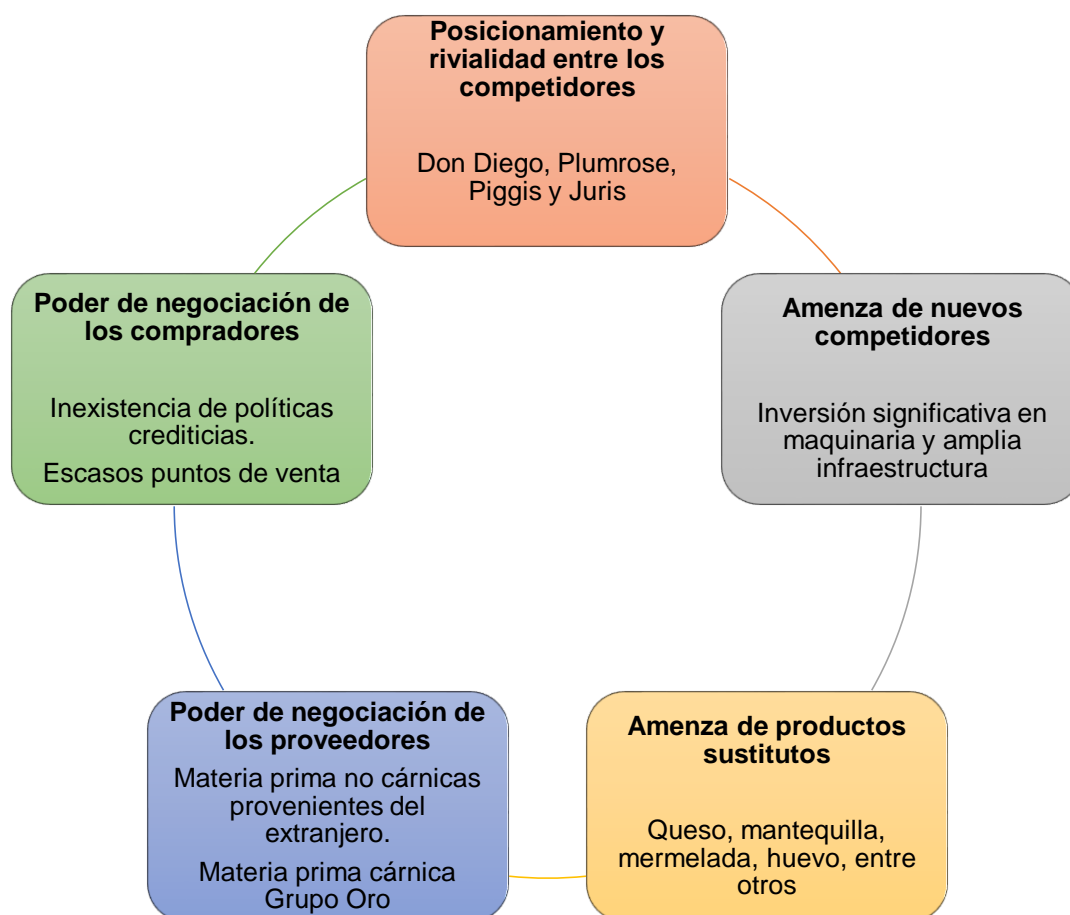 Posicionamiento y
rivialidad entre los
competidores
Don Diego, Plumrose,
Piggis y Juris
Amenza de nuevos
competidores
Inversión significativa en
maquinaria y amplia
infraestructura
Amenza de productos
sustitutos
Queso, mantequilla,
mermelada, huevo, entre
otros
Poder de negociación de
los proveedores
Materia prima no cárnicas
provenientes del
extranjero.
Materia prima cárnica
Grupo Oro
Poder de negociación de
los compradores
Inexistencia de políticas
crediticias.
Escasos puntos de venta